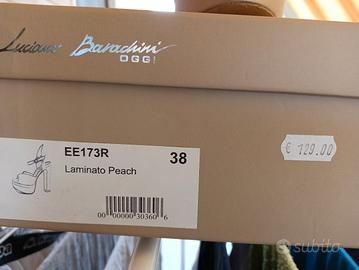 Luciano Barachini
OGGI
EE173R
38
Laminato Peach
00 00000 30360 6
€ 129.00
subito